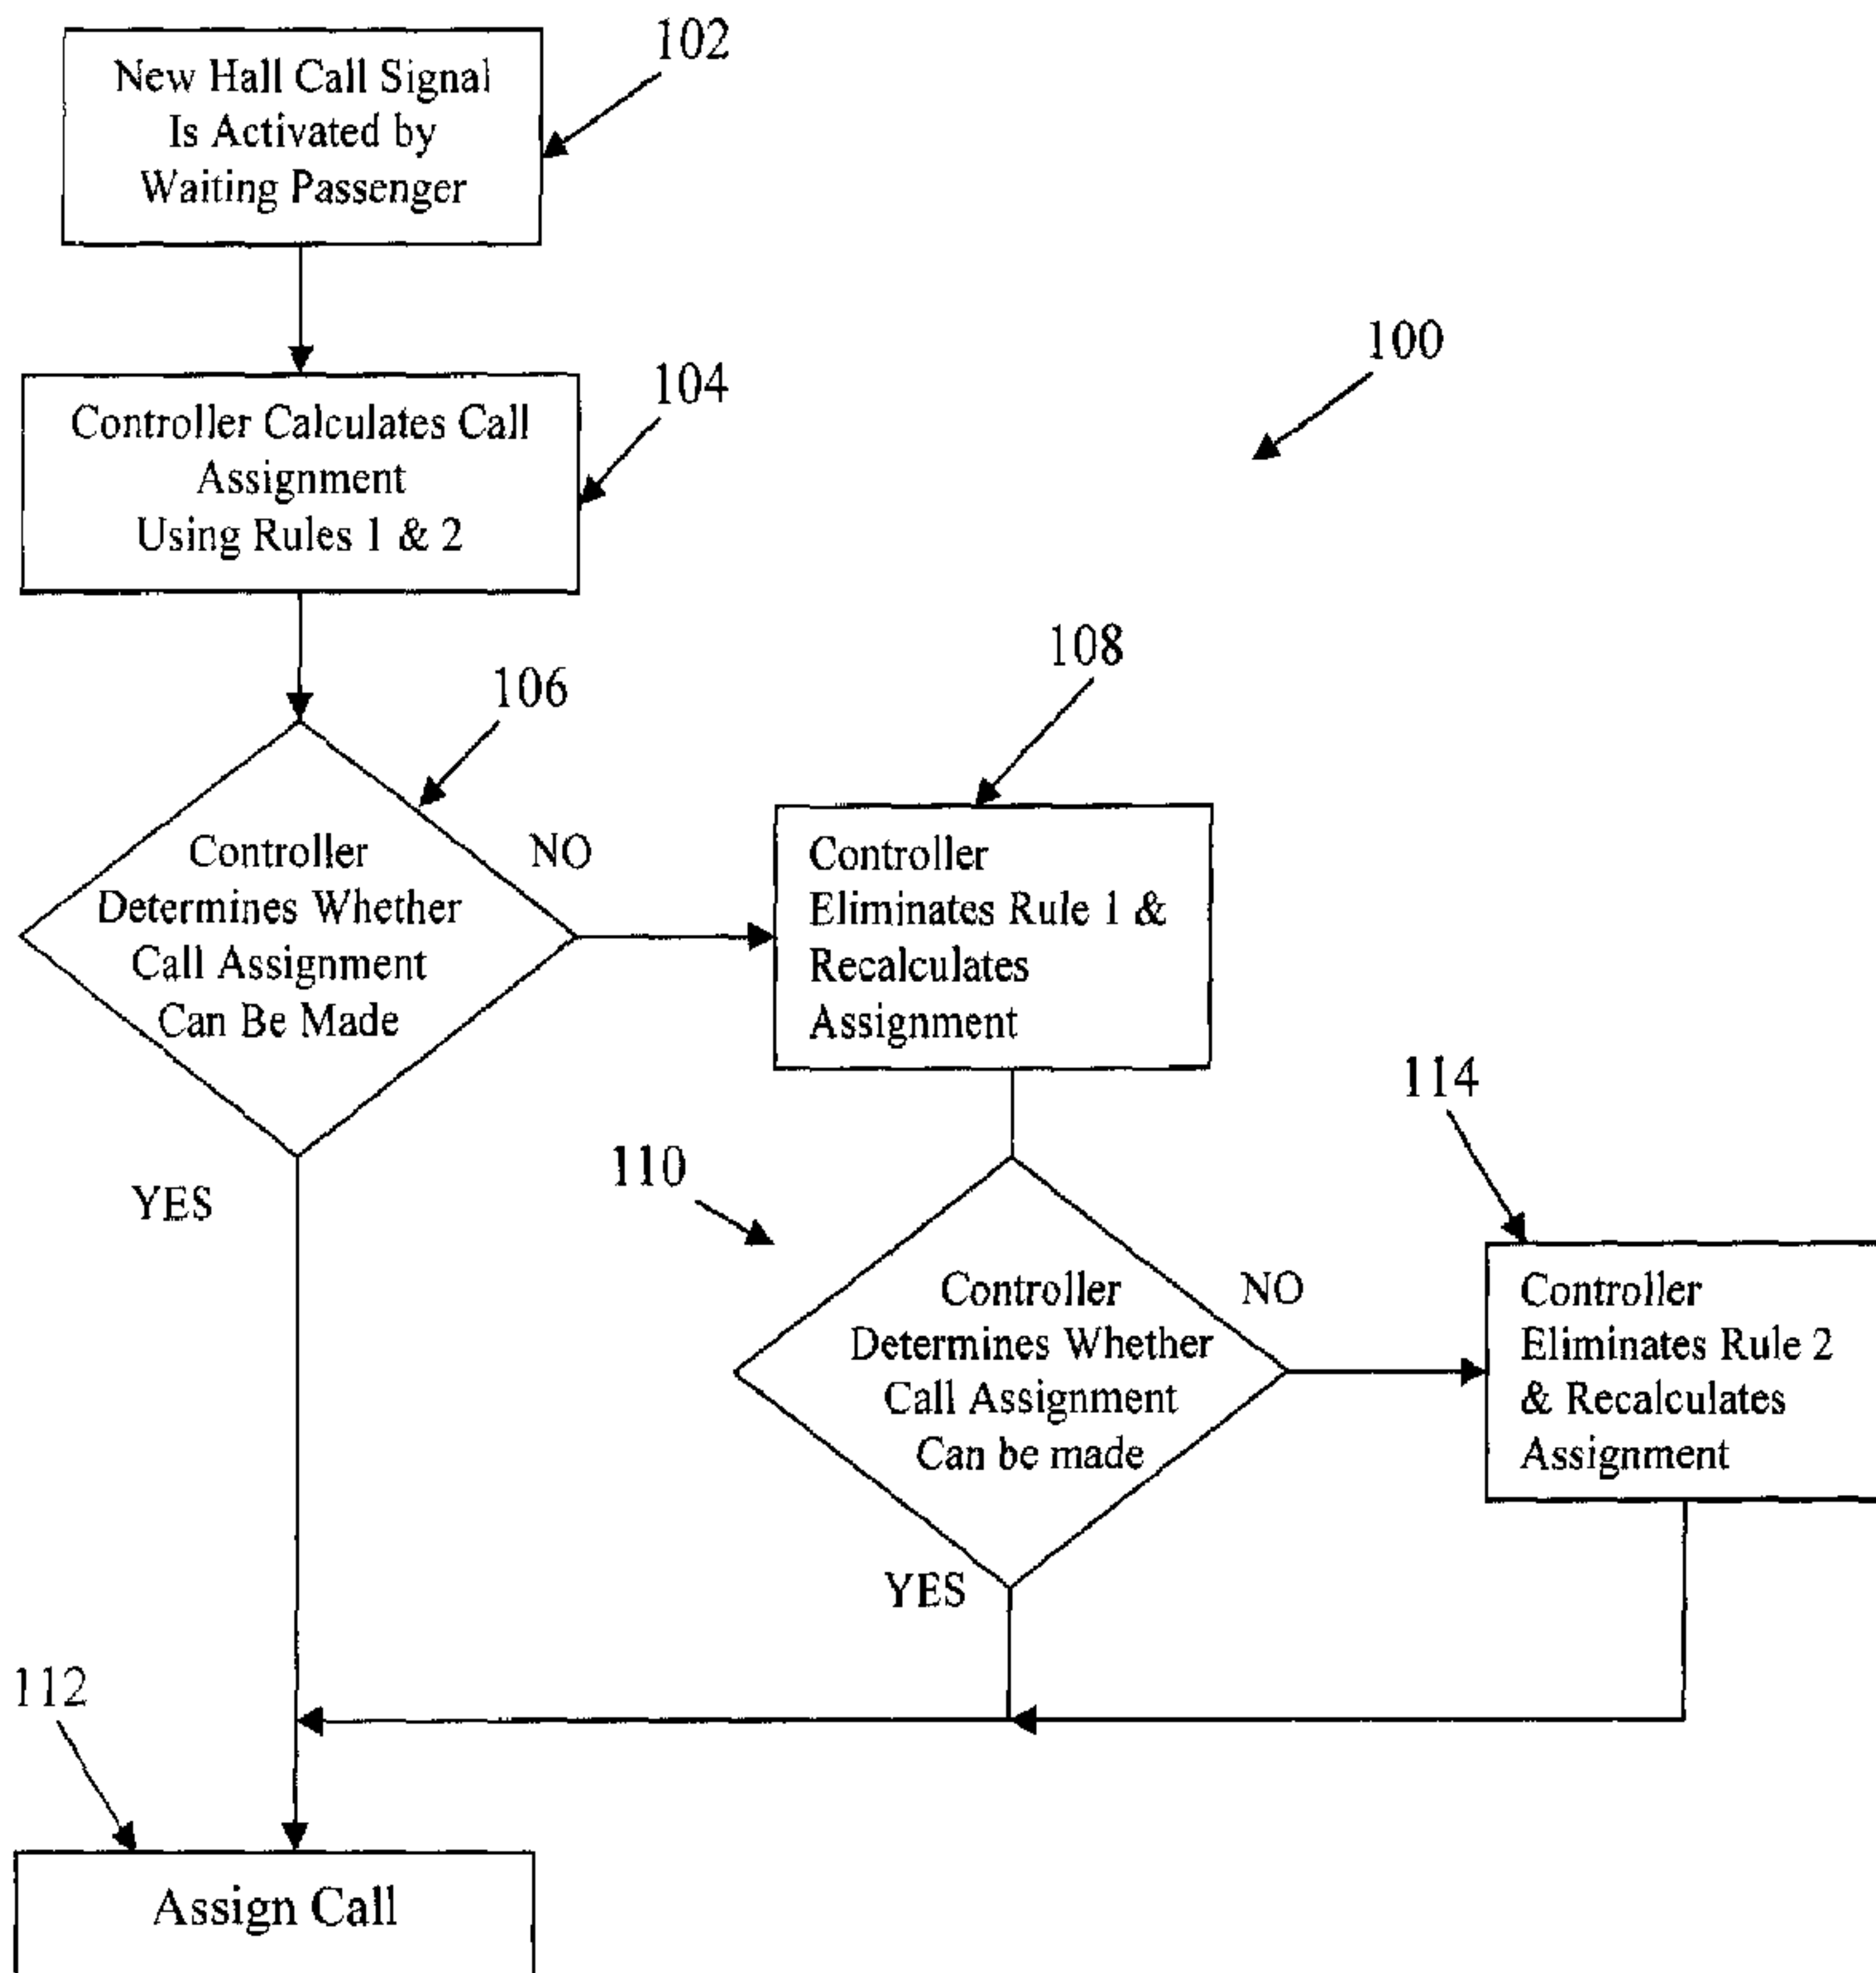 102
New Hall Call Signal
Is Activated by
Waiting Passenger
100
104
Controller Calculates Call
Assignment
Using Rules 1 & 2
106
108
Controller
Determines Whether
Call Assignment
Can Be Made
NO
Controller
Eliminates Rule 1 &
Recalculates
Assignment
YES
110
114
Controller
Determines Whether
Call Assignment
Can be made
NO
Controller
Eliminates Rule 2
& Recalculates
Assignment
YES
112
Assign Call